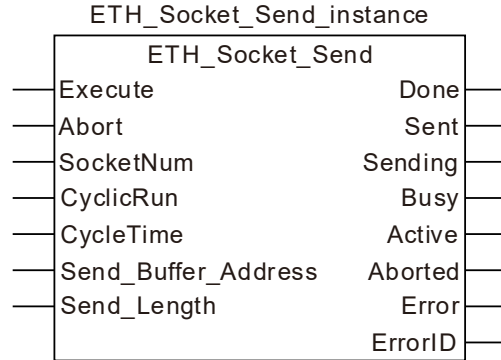 ETH_Socket_Send_instance
ETH_Socket_Send
Execute Done
Abort Sent
SocketNum Sending
CyclicRun Busy
CycleTime Active
Send_Buffer_Address Aborted
Send_Length Error
ErrorID